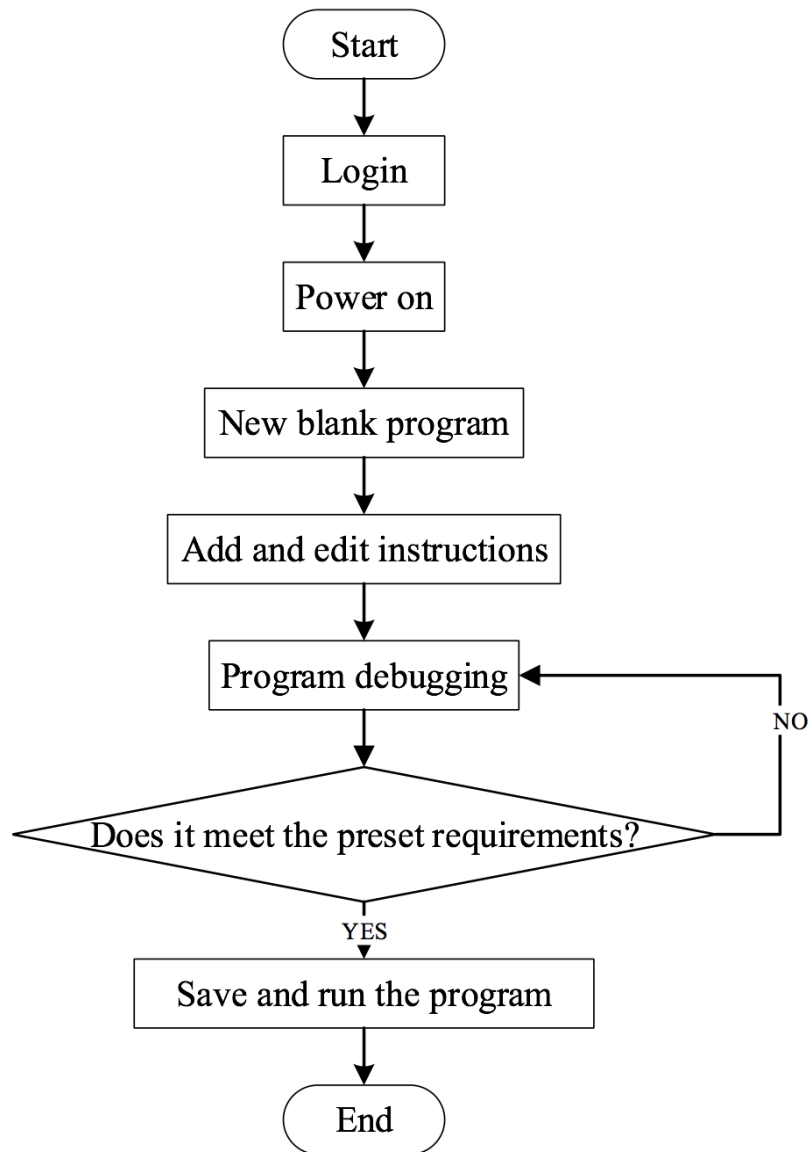 Start
Login
Power on
New blank program
Add and edit instructions
Program debugging
NO
Does it meet the preset requirements?
YES
Save and run the program
End